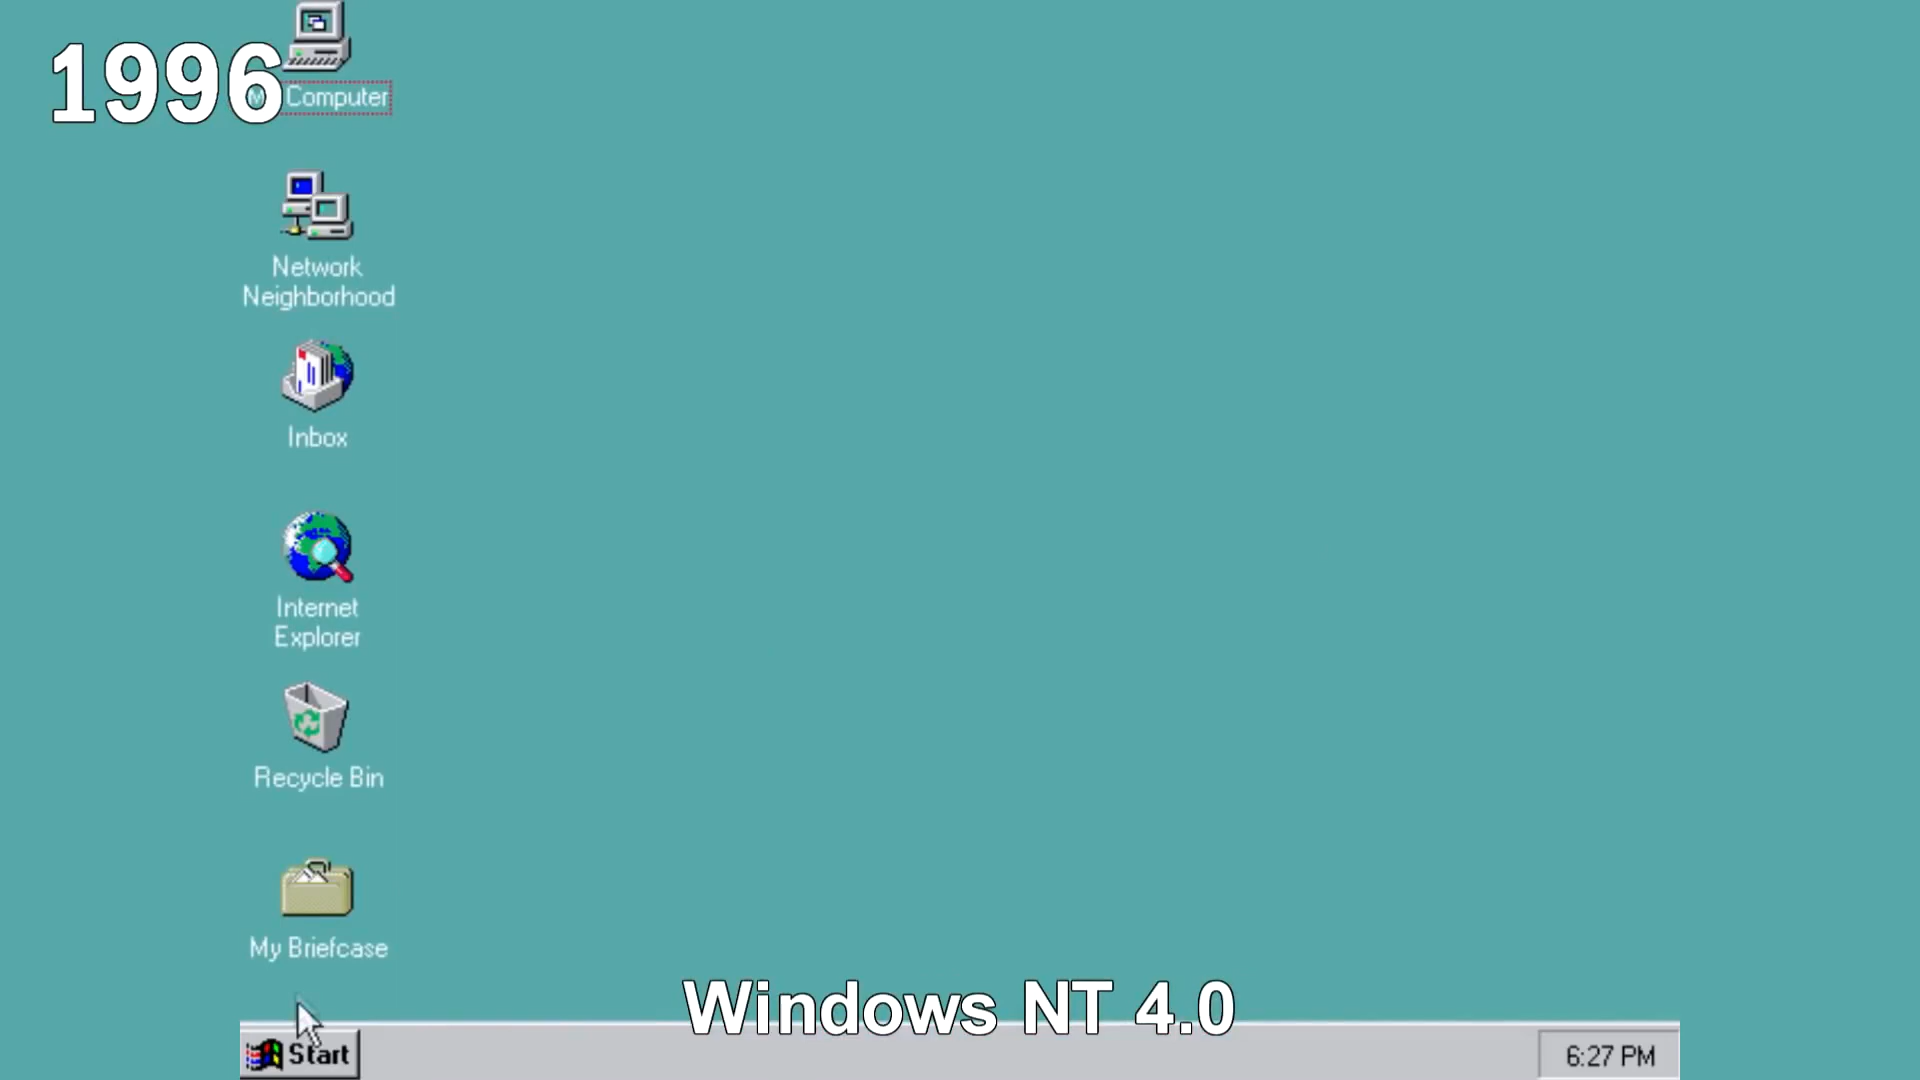 1996
My Computer
Network
Neighborhood
Inbox
Internet
Explorer
Recycle Bin
My Briefcase
Windows NT 4.0
Start
6:27 PM